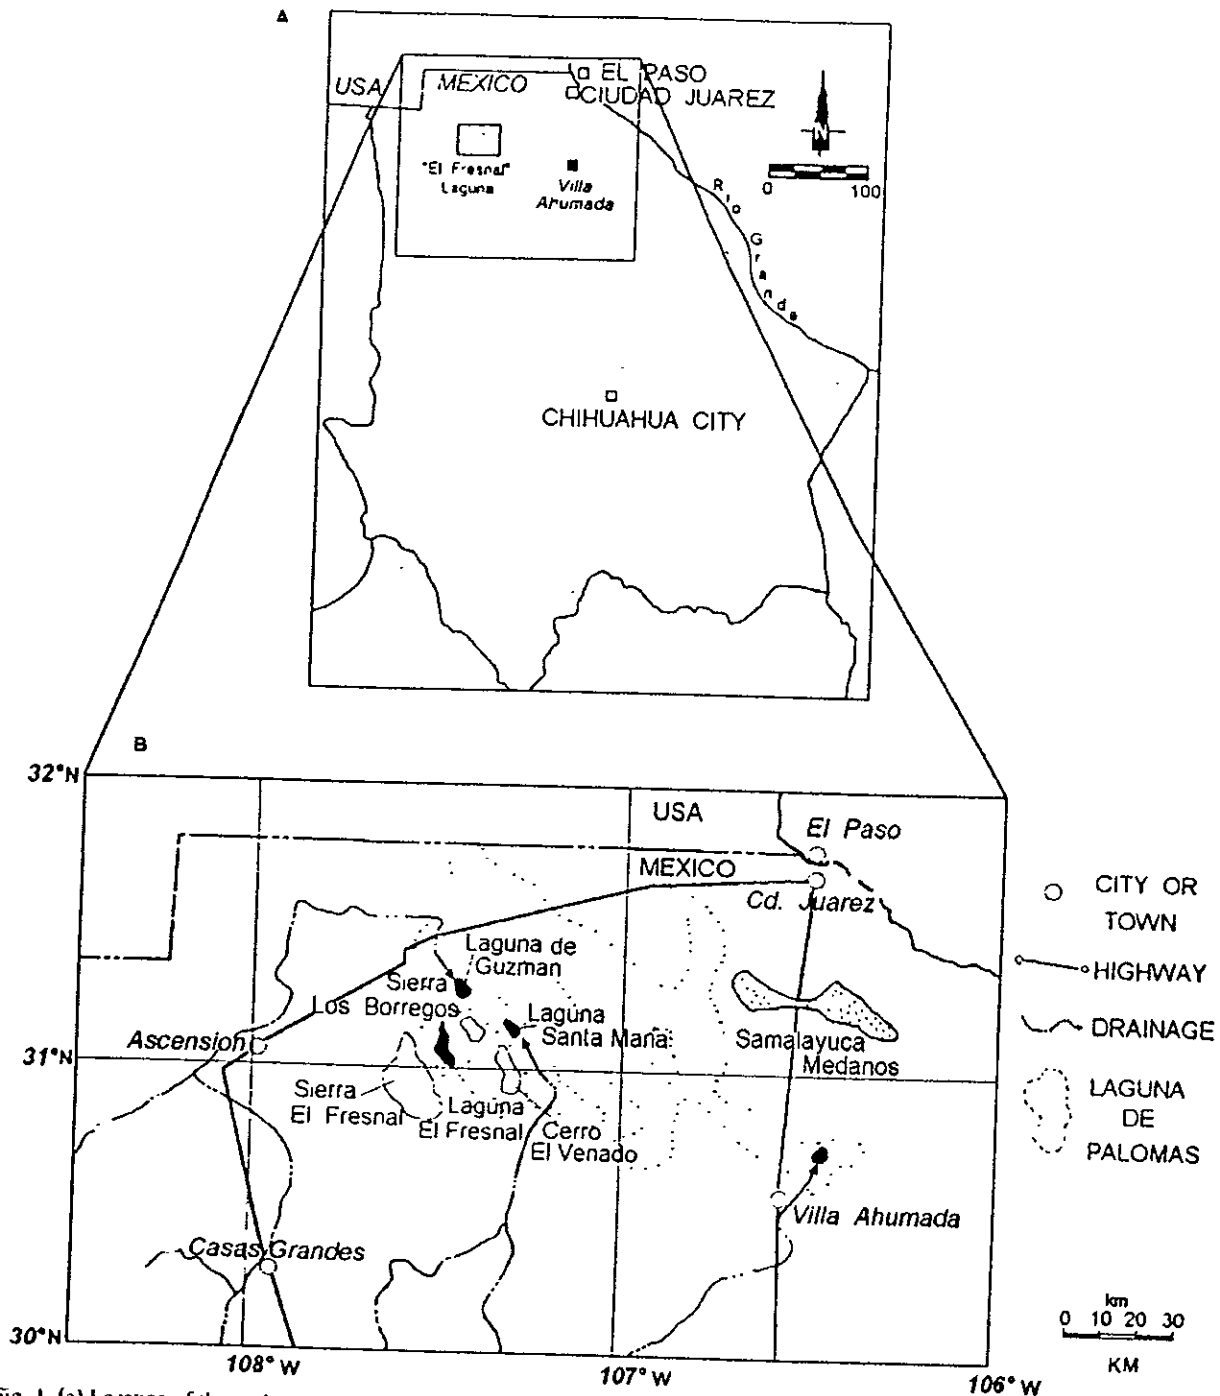 A
EL PASO
USA
MEXICO
CIUDAD JUAREZ
N
0 100
"El Fresnal"
Laguna
Villa
Ahumada
Rio Grande
CHIHUAHUA CITY
B
32°N
USA
El Paso
MEXICO
Cd. Juarez
CITY OR
TOWN
Laguna de
Guzman
HIGHWAY
Sierra
Los Borregos
Laguna
Santa Maria
DRAINAGE
Ascension
Samalayuca
Medanos
31°N
Sierra
El Fresnal
Laguna
El Fresnal
Cerro
El Venado
LAGUNA
DE
PALOMAS
Villa Ahumada
Casas Grandes
km
0 10 20 30
KM
30°N
108° W
107° W
106° W
Fig. 1. (a)